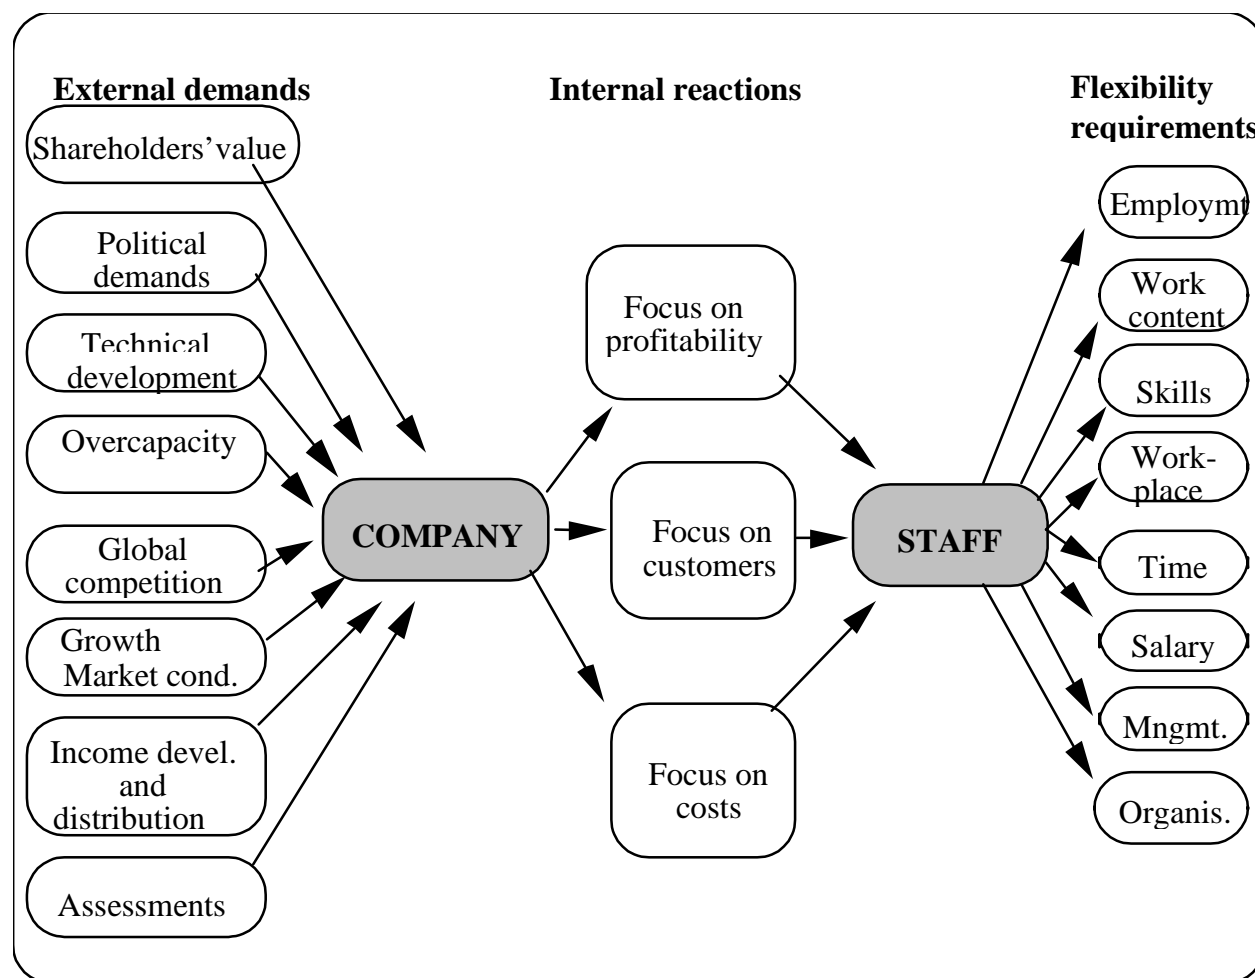 External demands
Internal reactions
Flexibility
requirements
Shareholders’value
Political
demands
Technical
development
Overcapacity
Global
competition
Growth
Market cond.
Income devel.
and
distribution
Assessments
COMPANY
Focus on
profitability
Focus on
customers
Focus on
costs
STAFF
Employmt
Work
content
Skills
Work-
place
Time
Salary
Mngmt.
Organis.